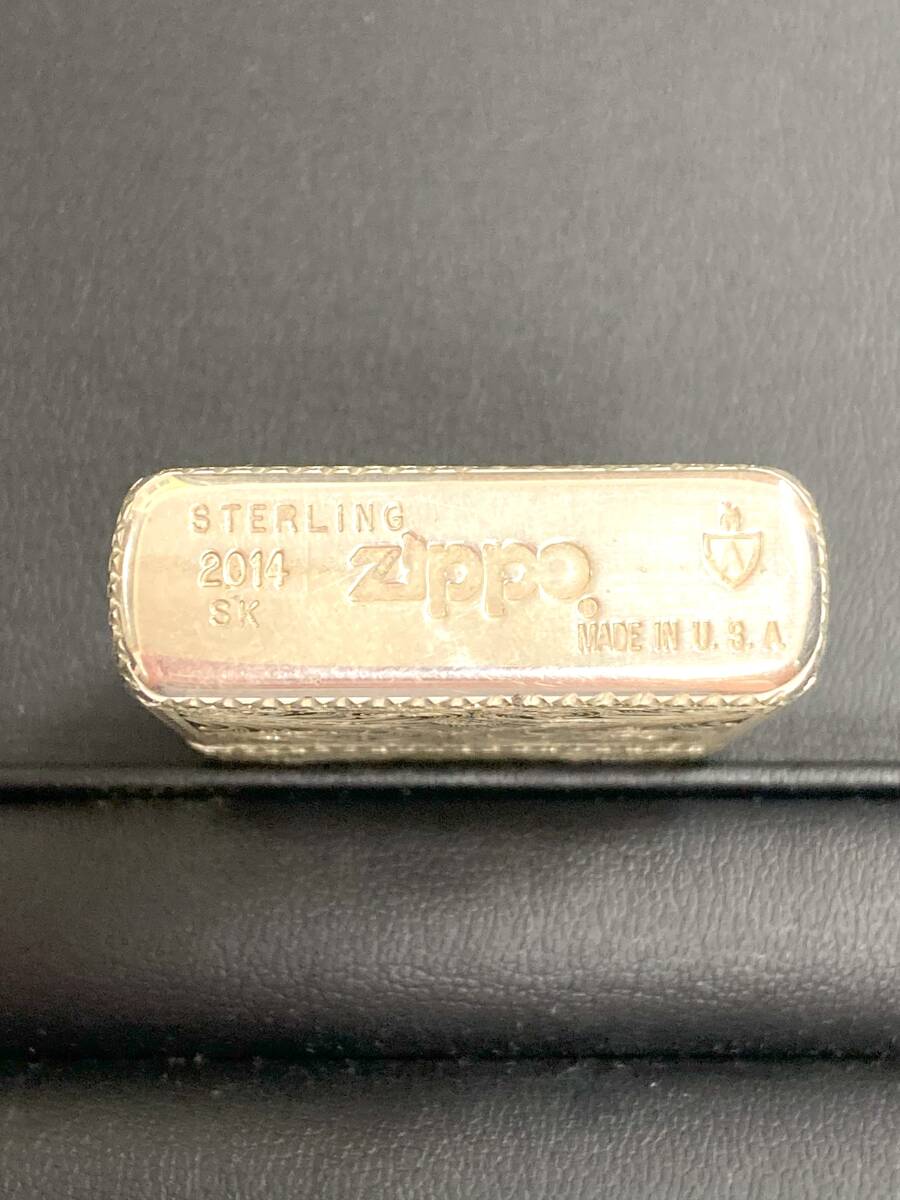 STERLING
2014
SK
zippo
MADE IN U.S.A.